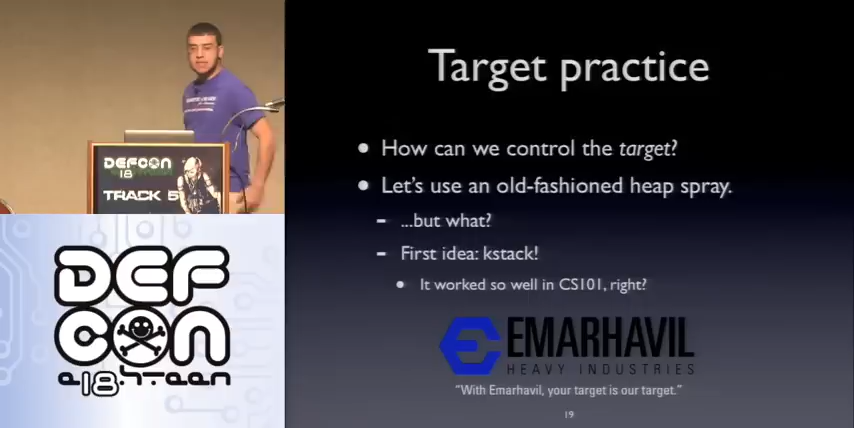 DEFCON
18
TRACK 5
DEF
CON
Target practice
How can we control the target?
Let's use an old-fashioned heap spray.
...but what?
First idea: kstack!
It worked so well in CS101, right?
EMARHAVIL
HEAVY INDUSTRIES
"With Emarhavil, your target is our target."
19